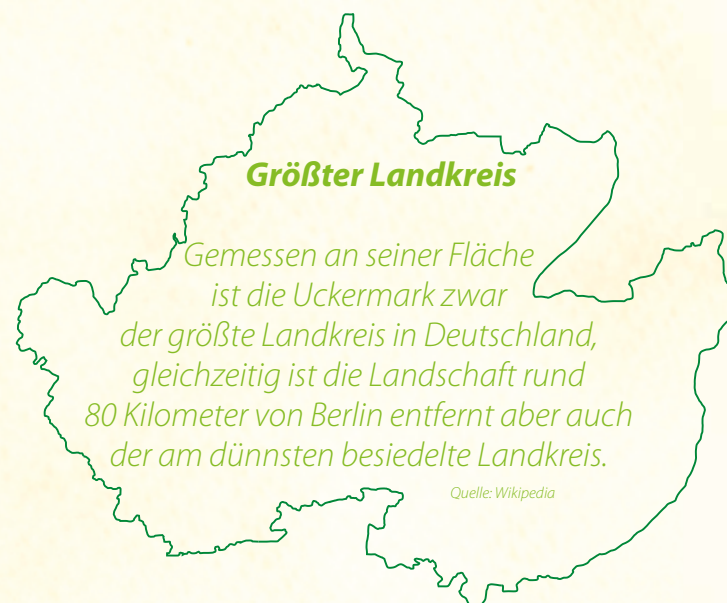 Größter Landkreis
Gemessen an seiner Fläche
ist die Uckermark zwar
der größte Landkreis in Deutschland,
gleichzeitig ist die Landschaft rund
80 Kilometer von Berlin entfernt aber auch
der am dünnsten besiedelte Landkreis.
Quelle: Wikipedia